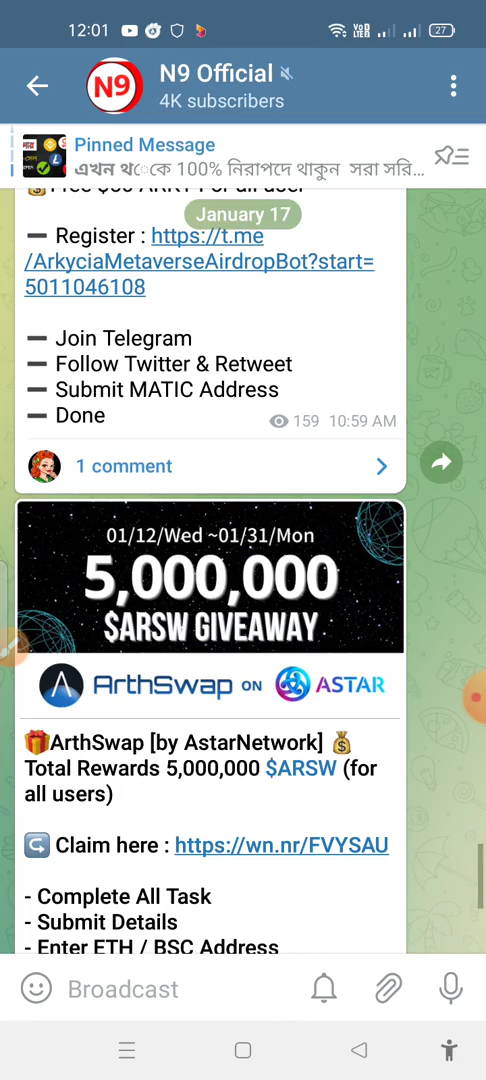 12:01
VoD LTE
27
N9
N9 Official
4K subscribers
Pinned Message
এখন থেকে 100% নিরাপদে থাকুন সরা সরি...
January 17
— Register : https://t.me
/ArkyciaMetaverseAirdropBot?start=
5011046108
— Join Telegram
— Follow Twitter & Retweet
— Submit MATIC Address
— Done
159 10:59 AM
1 comment
01/12/Wed ~01/31/Mon
5,000,000
$ARSW GIVEAWAY
ArthSwap ON ASTAR
🎁ArthSwap [by AstarNetwork] 💰
Total Rewards 5,000,000 $ARSW (for
all users)
↪️ Claim here : https://wn.nr/FVYSAU
- Complete All Task
- Submit Details
- Enter ETH / BSC Address
Broadcast